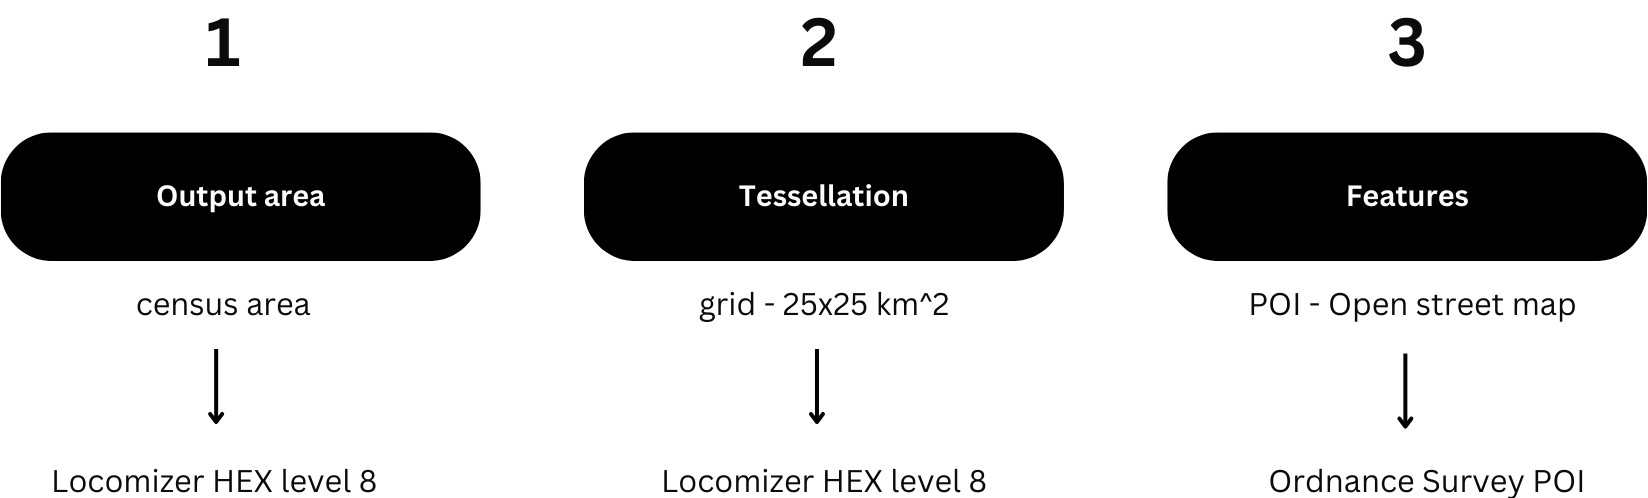 1
2
3
Output area
Tessellation
Features
census area
grid - 25x25 km^2
POI - Open street map
Locomizer HEX level 8
Locomizer HEX level 8
Ordnance Survey POI